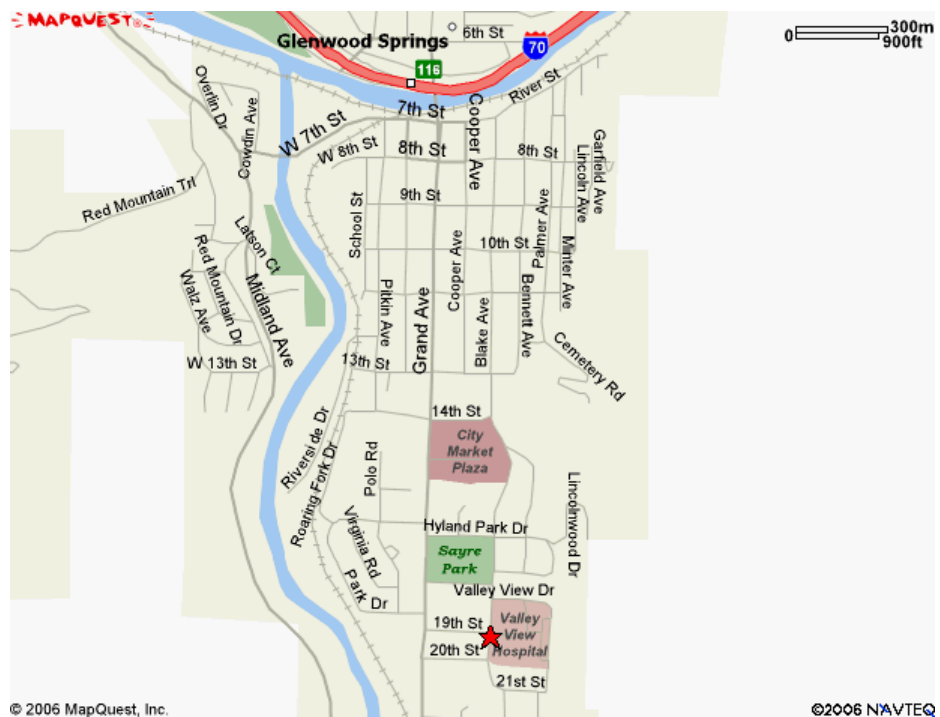 MAPQUEST
300m
900ft
0
6th St
Glenwood Springs
70
116
River St
Overlin Dr
Cowdin Ave
7th St
Cooper Ave
W 7th St
W 8th St
8th St
8th St
Lincoln Ave
Garfield Ave
Red Mountain Trl
9th St
School St
Palmer Ave
Latson Ct
Cooper Ave
10th St
Minter Ave
Red Mountain Dr
Walz Ave
Midland Ave
Pitkin Ave
Grand Ave
Blake Ave
Bennett Ave
Cemetery Rd
W 13th St
13th St
14th St
City
Market
Plaza
Riverside Dr
Roaring Fork Dr
Polo Rd
Lincolnwood Dr
Virginia Rd
Hyland Park Dr
Sayre
Park
Park Dr
Valley View Dr
19th St
Valley
View
Hospital
20th St
21st St
© 2006 MapQuest, Inc.
©2006 NAVTEQ